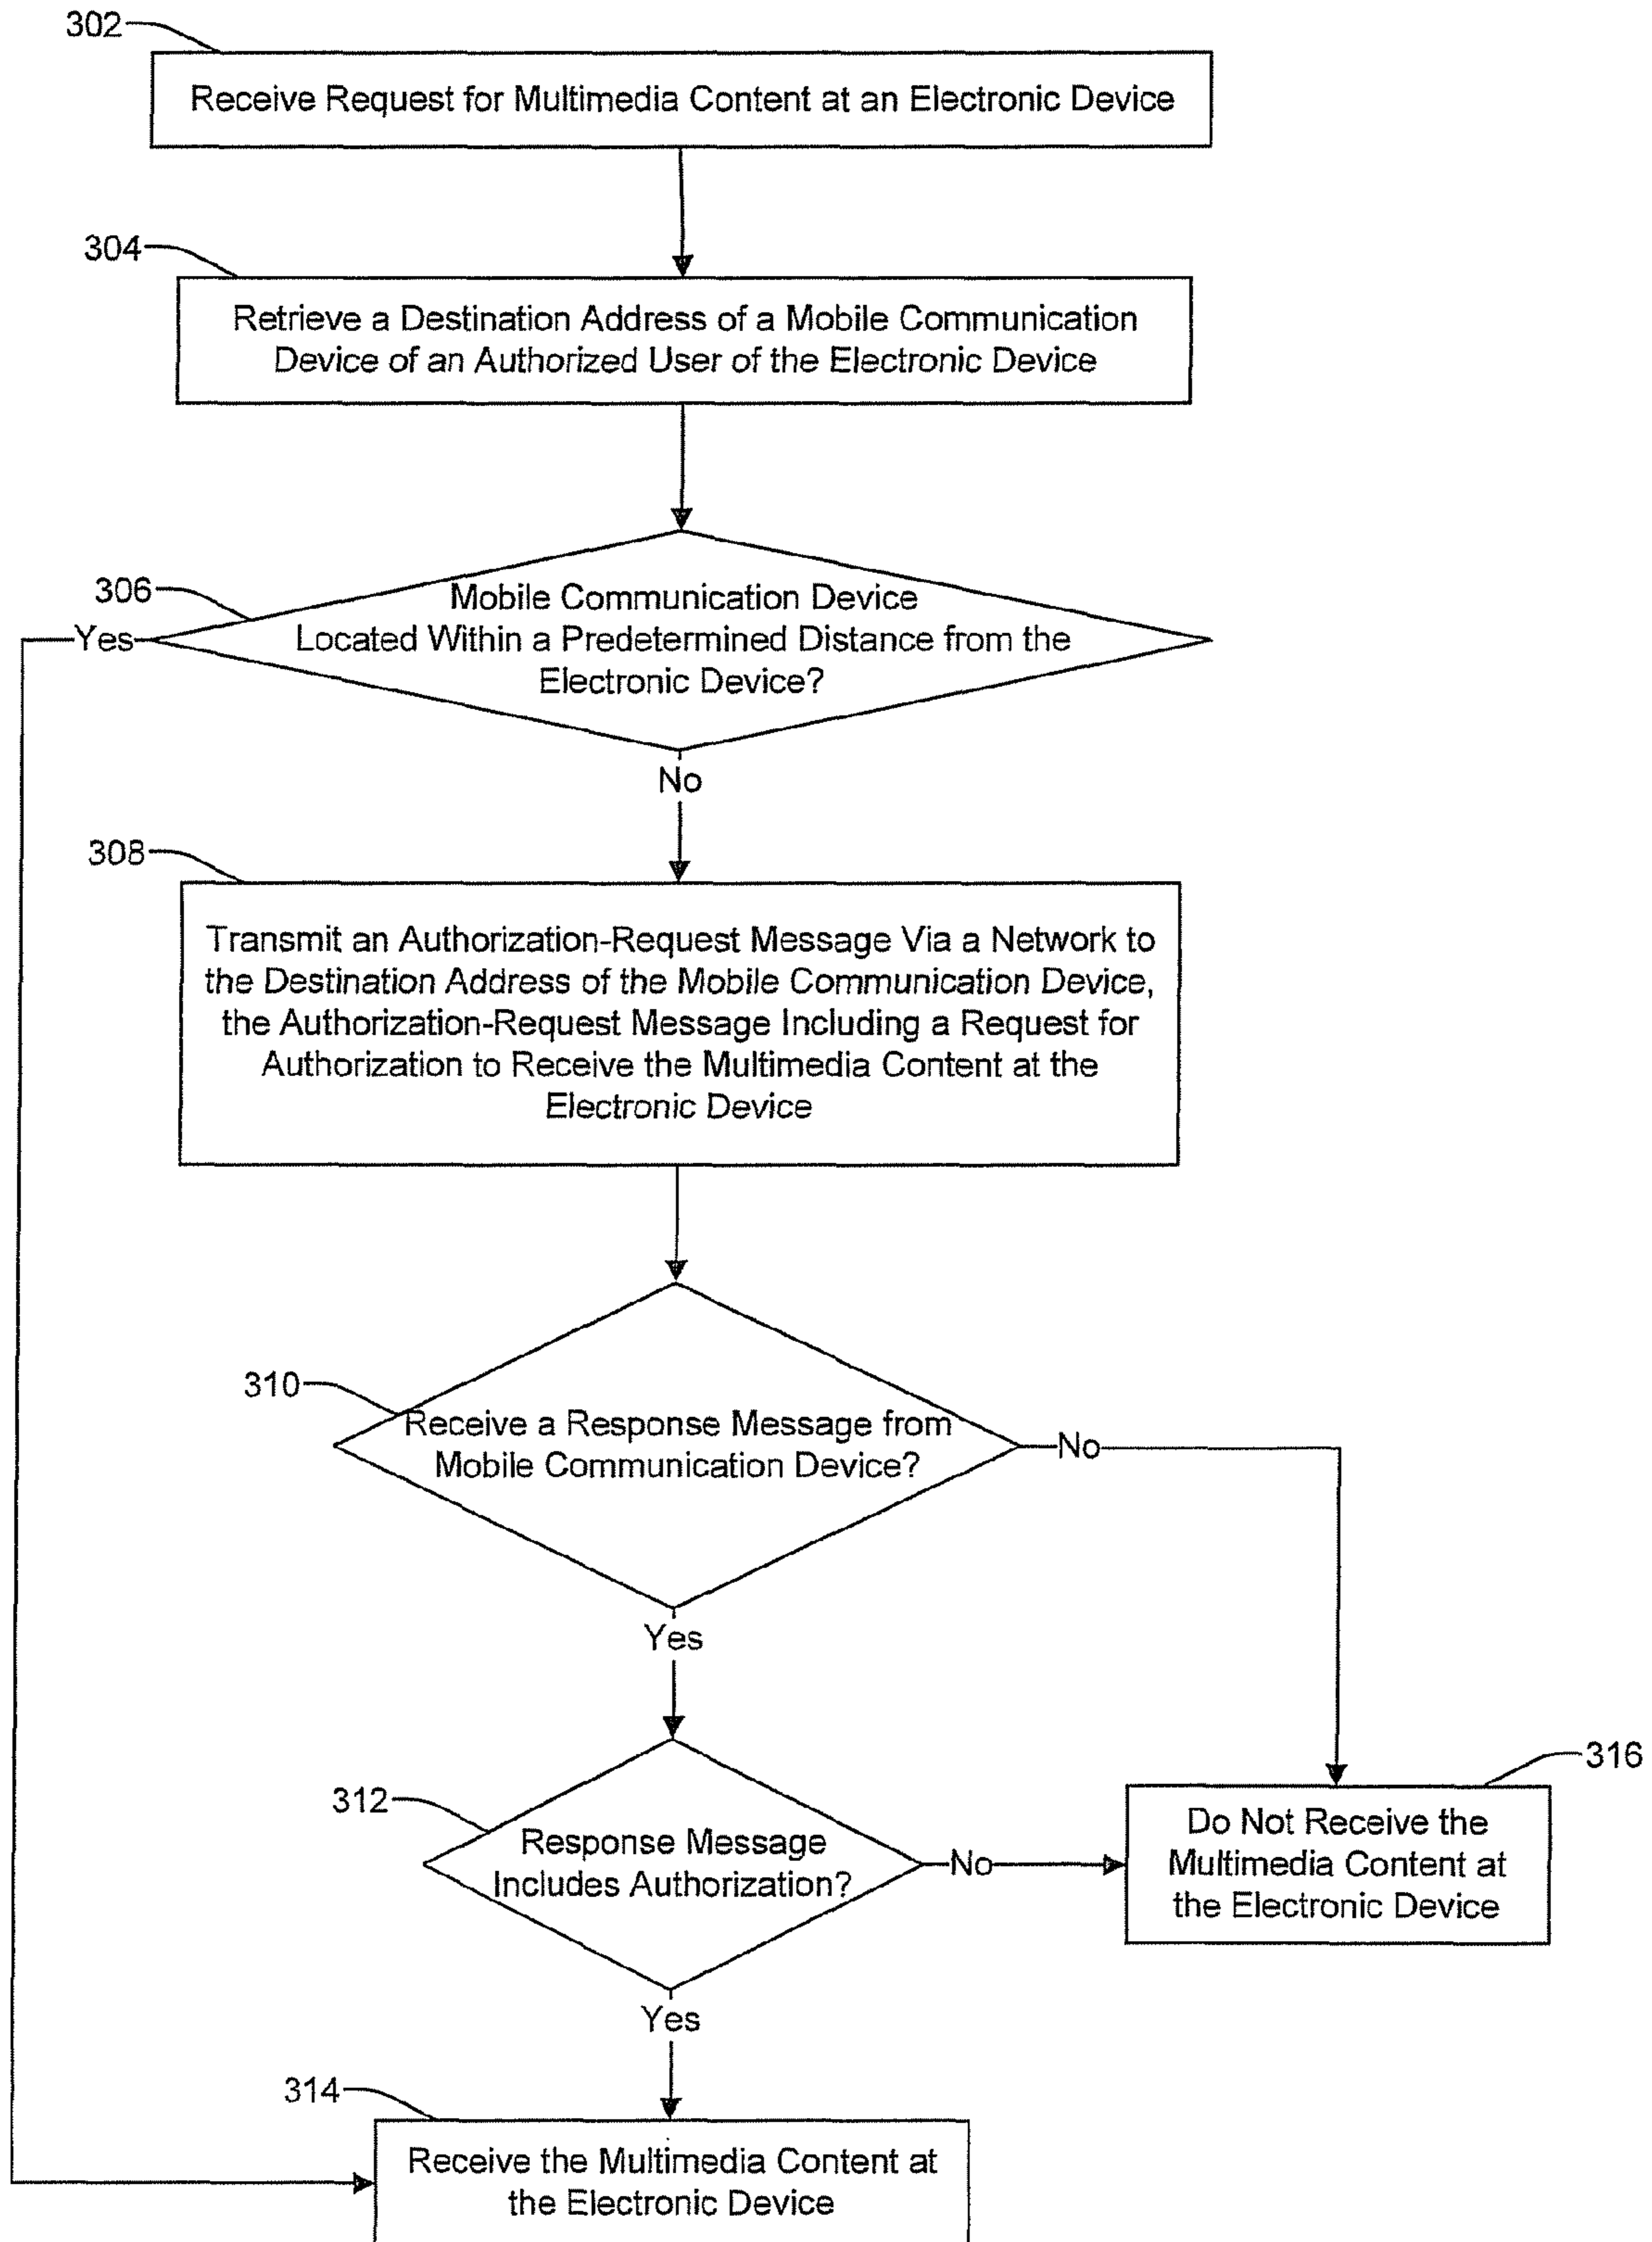 302
Receive Request for Multimedia Content at an Electronic Device
304
Retrieve a Destination Address of a Mobile Communication
Device of an Authorized User of the Electronic Device
306
Mobile Communication Device
Located Within a Predetermined Distance from the
Electronic Device?
Yes
No
308
Transmit an Authorization-Request Message Via a Network to
the Destination Address of the Mobile Communication Device,
the Authorization-Request Message Including a Request for
Authorization to Receive the Multimedia Content at the
Electronic Device
310
Receive a Response Message from
Mobile Communication Device?
No
Yes
312
Response Message
Includes Authorization?
No
316
Do Not Receive the
Multimedia Content at
the Electronic Device
Yes
314
Receive the Multimedia Content at
the Electronic Device